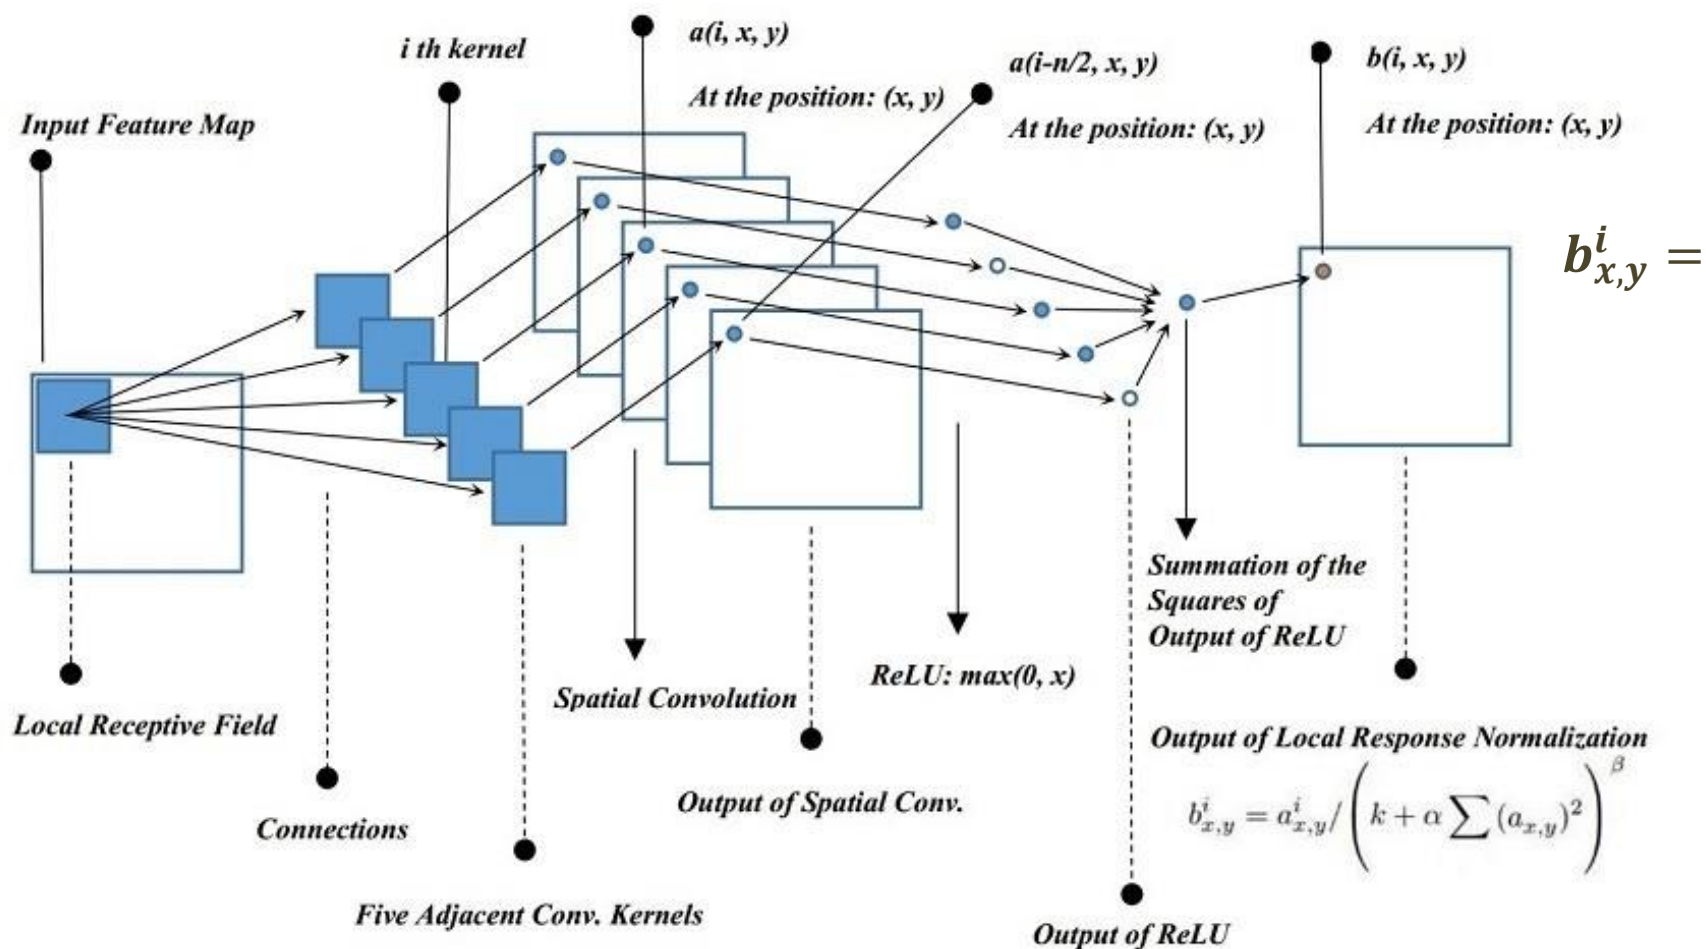 a(i, x, y)
At the position: (x, y)
i th kernel
a(i-n/2, x, y)
At the position: (x, y)
b(i, x, y)
At the position: (x, y)
Input Feature Map
b^i_{x,y} =
Summation of the
Squares of
Output of ReLU
ReLU: max(0, x)
Spatial Convolution
Local Receptive Field
Output of Local Response Normalization
b^i_{x,y} = a^i_{x,y}/(k + α∑(a_{x,y})^2)^β
Output of Spatial Conv.
Connections
Five Adjacent Conv. Kernels
Output of ReLU